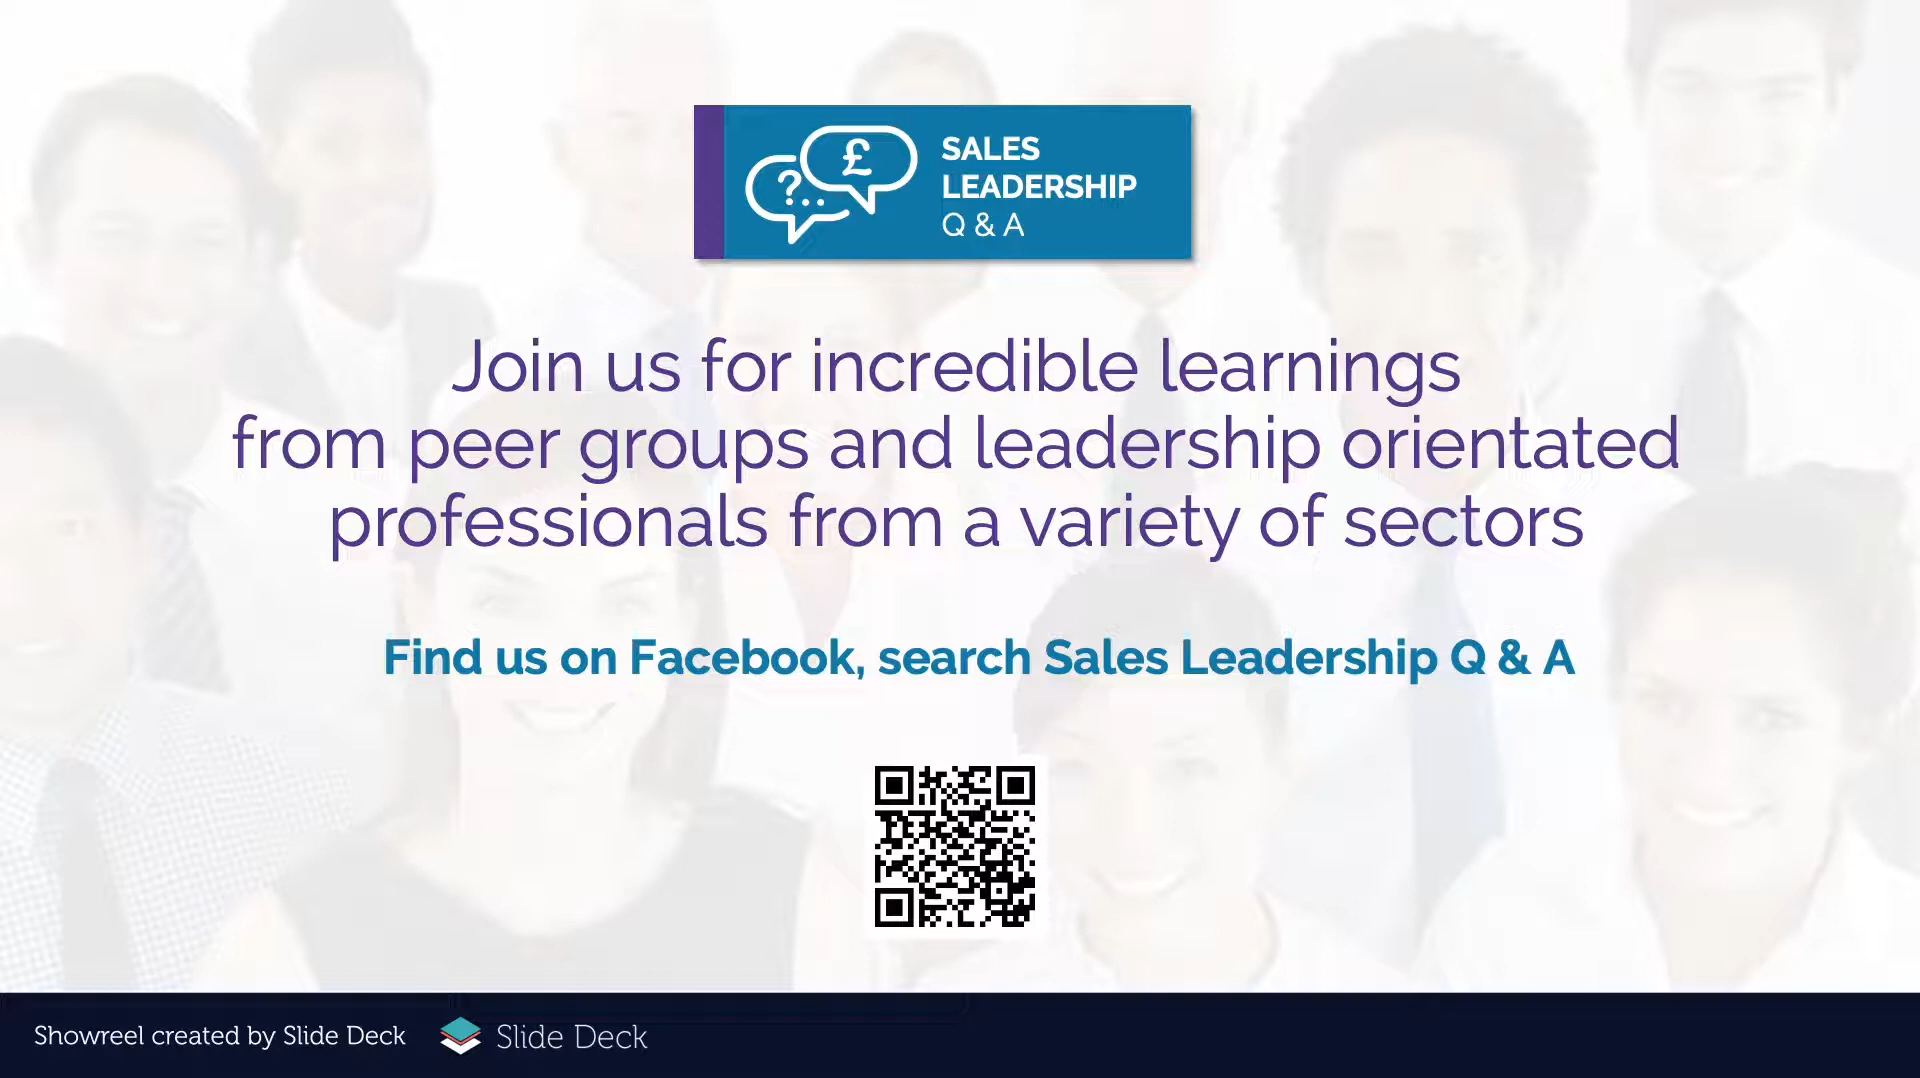 £
?..
SALES
LEADERSHIP
Q & A
Join us for incredible learnings
from peer groups and leadership orientated
professionals from a variety of sectors
Find us on Facebook, search Sales Leadership Q & A
Showreel created by Slide Deck
Slide Deck